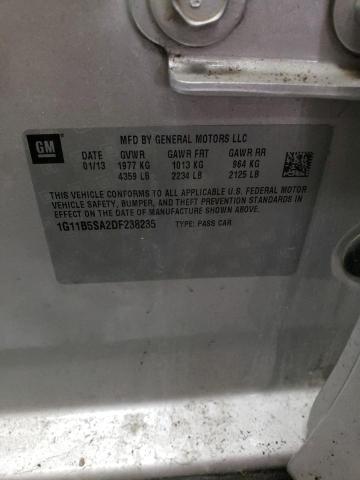 GM
MFD BY GENERAL MOTORS LLC
DATE GVWR GAWR FRT GAWR RR
01/13 1977 KG 1013 KG 964 KG
4359 LB 2234 LB 2125 LB
THIS VEHICLE CONFORMS TO ALL APPLICABLE U.S. FEDERAL MOTOR
VEHICLE SAFETY, BUMPER, AND THEFT PREVENTION STANDARDS IN
EFFECT ON THE DATE OF MANUFACTURE SHOWN ABOVE.
1G11B5SA2DF238235 TYPE: PASS CAR